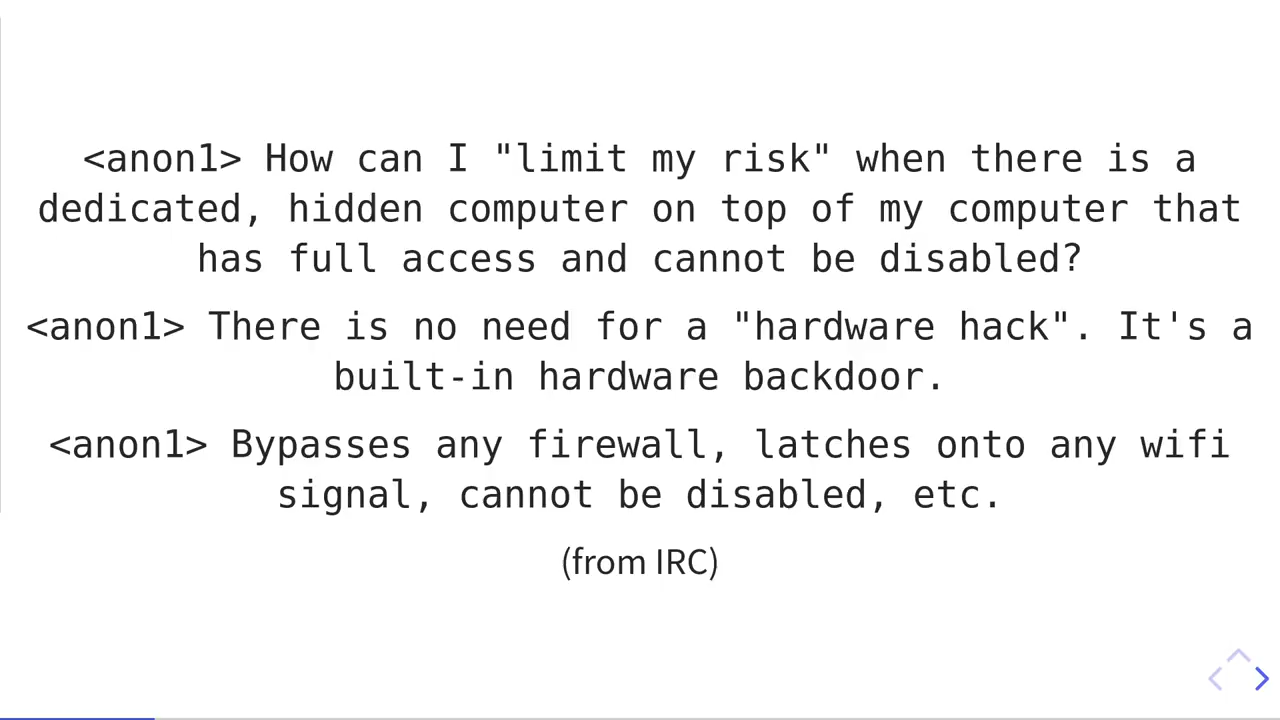 <anon1> How can I "limit my risk" when there is a
dedicated, hidden computer on top of my computer that
has full access and cannot be disabled?
<anon1> There is no need for a "hardware hack". It's a
built-in hardware backdoor.
<anon1> Bypasses any firewall, latches onto any wifi
signal, cannot be disabled, etc.
(from IRC)